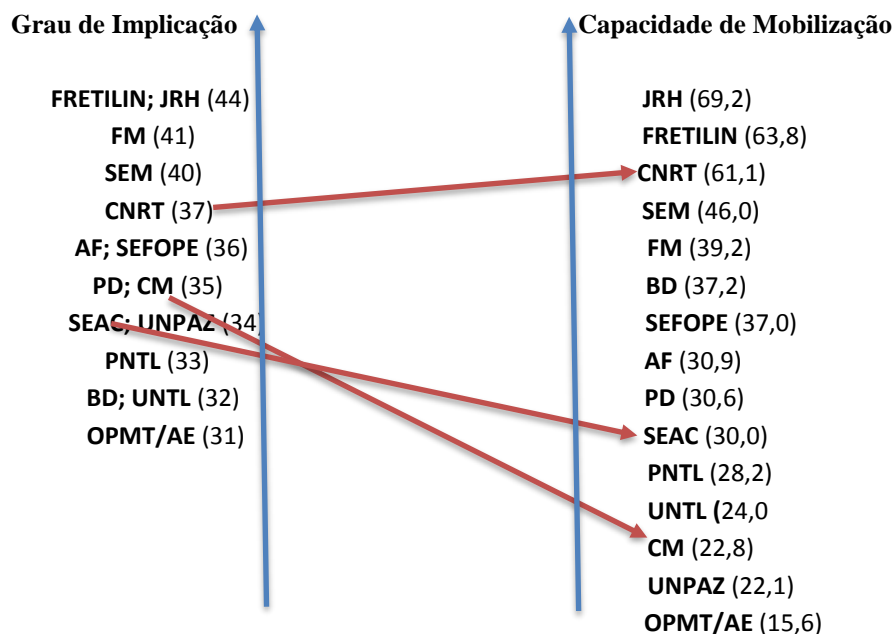 Grau de Implicação
FRETILIN; JRH (44)
FM (41)
SEM (40)
CNRT (37)
AF; SEFOPE (36)
PD; CM (35)
SEAC; UNPAZ (34)
PNTL (33)
BD; UNTL (32)
OPMT/AE (31)
Capacidade de Mobilização
JRH (69,2)
FRETILIN (63,8)
CNRT (61,1)
SEM (46,0)
FM (39,2)
BD (37,2)
SEFOPE (37,0)
AF (30,9)
PD (30,6)
SEAC (30,0)
PNTL (28,2)
UNTL (24,0
CM (22,8)
UNPAZ (22,1)
OPMT/AE (15,6)